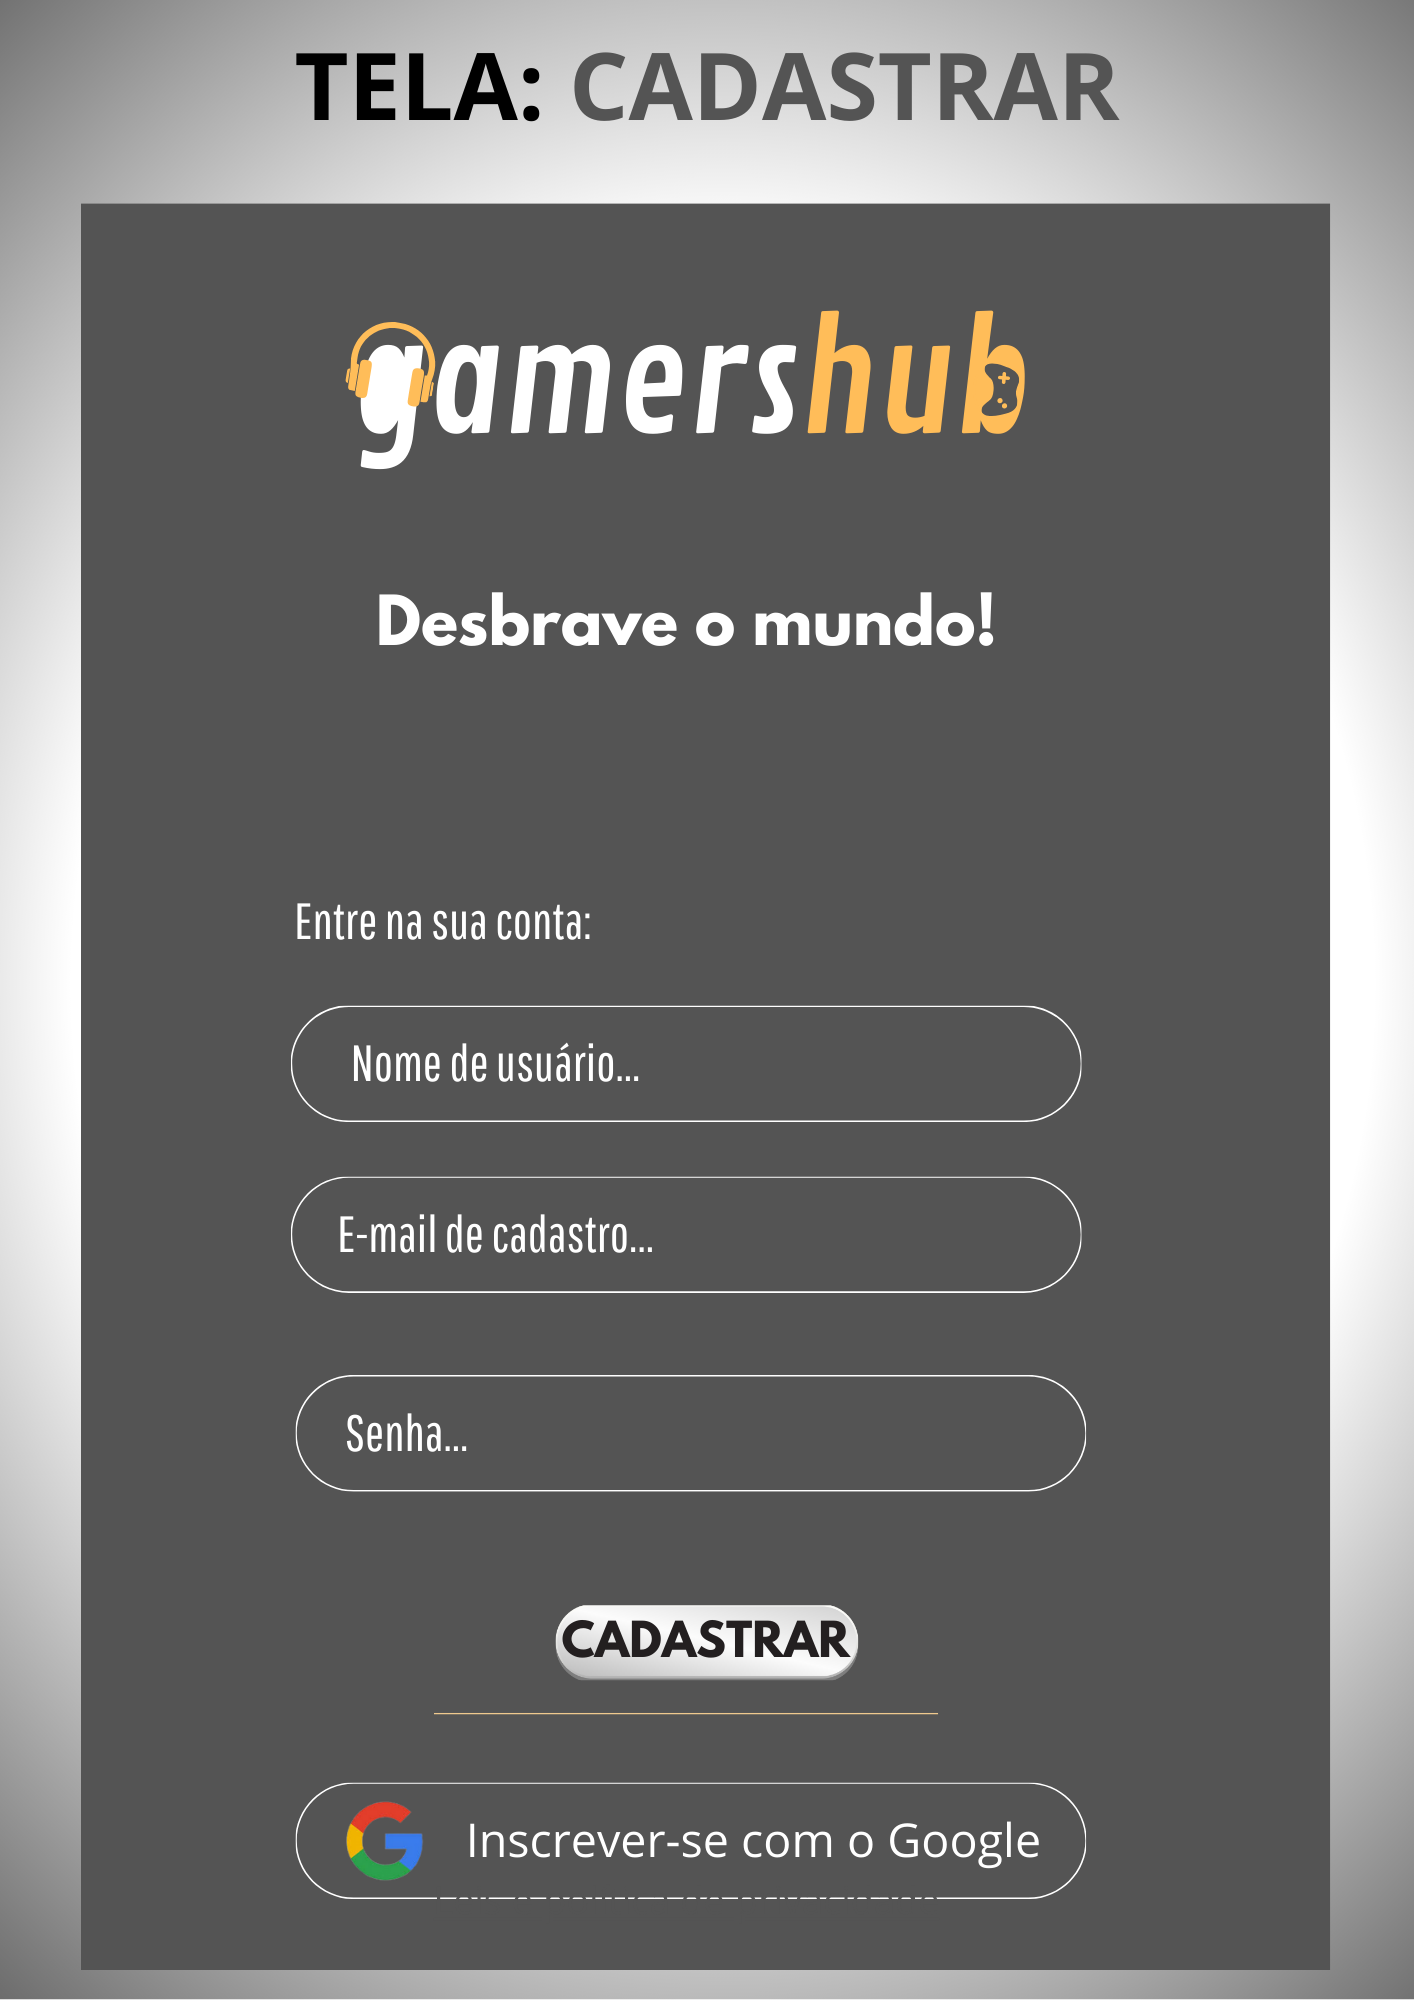 TELA: CADASTRAR
gamershub
Desbrave o mundo!
Entre na sua conta:
Nome de usuário...
E-mail de cadastro...
Senha...
CADASTRAR
Inscrever-se com o Google